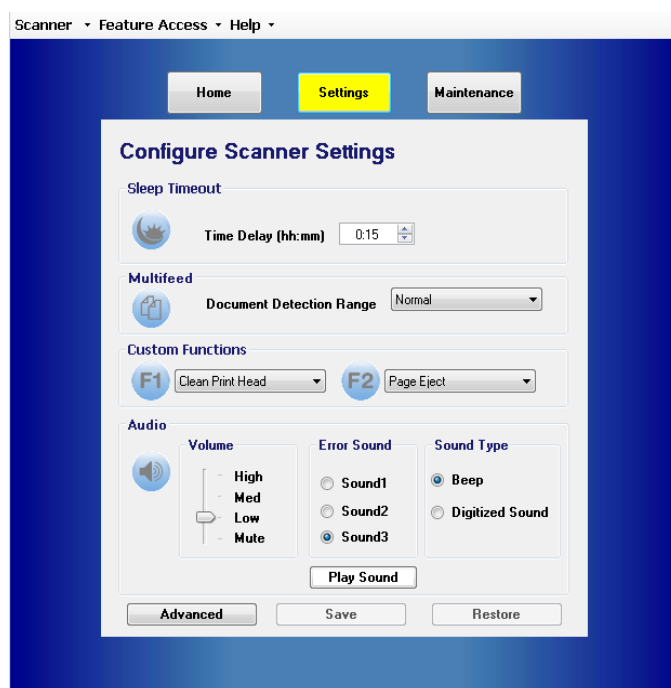 Scanner Feature Access Help
Home Settings Maintenance
Configure Scanner Settings
Sleep Timeout
Time Delay (hh:mm) 0:15
Multifeed
Document Detection Range Normal
Custom Functions
F1 Clean Print Head F2 Page Eject
Audio
Volume Error Sound Sound Type
High Sound1 Beep
Med
Low Sound2 Digitized Sound
Mute Sound3
Play Sound
Advanced Save Restore